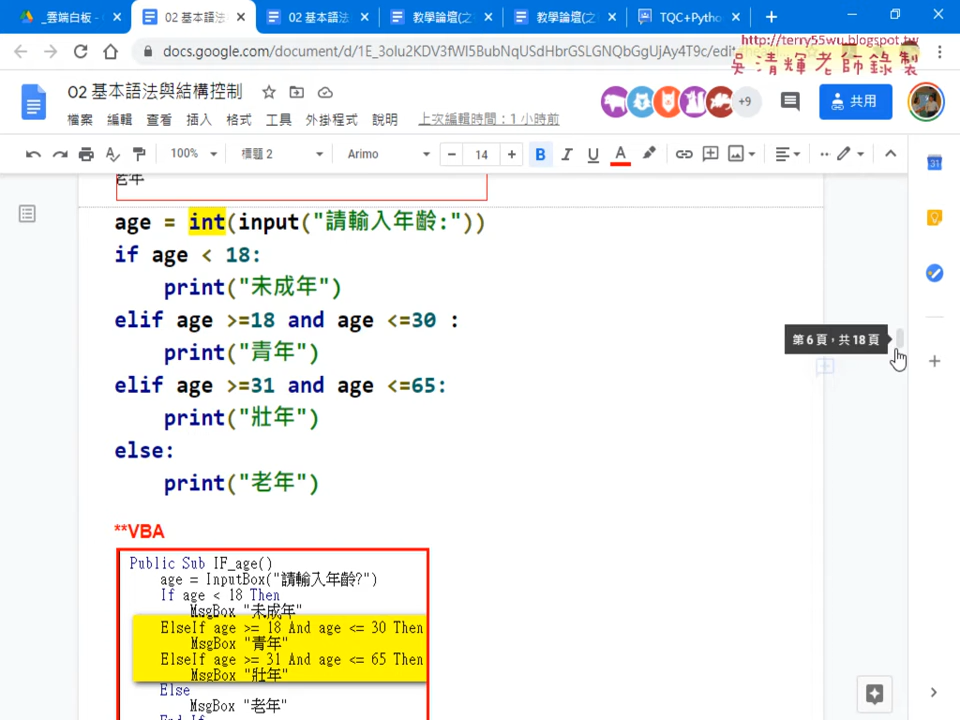 _雲端白板 -
02 基本語法
02 基本語法
教學論壇(之
教學論壇(之
TQC+Pytho
docs.google.com/document/d/1E_3olu2KDV3fWI5BubNqUSdHbrGSLGNQbGgUjAy4T9c/edi
http://terry55wu.blogspot.tw
吳清輝老師錄製
02 基本語法與結構控制
+9
共用
檔案 編輯 查看 插入 格式 工具 外掛程式 說明 上次編輯時間：1 小時前
100% 標題 2 Arimo 14 B I U A
老年
age = int(input("請輸入年齡:"))
if age < 18:
print("未成年")
elif age >=18 and age <=30 :
print("青年")
elif age >=31 and age <=65:
print("壯年")
else:
print("老年")
第 6 頁，共 18 頁
**VBA
Public Sub IF_age()
age = InputBox("請輸入年齡?")
If age < 18 Then
MsgBox "未成年"
ElseIf age >= 18 And age <= 30 Then
MsgBox "青年"
ElseIf age >= 31 And age <= 65 Then
MsgBox "壯年"
Else
MsgBox "老年"
End If